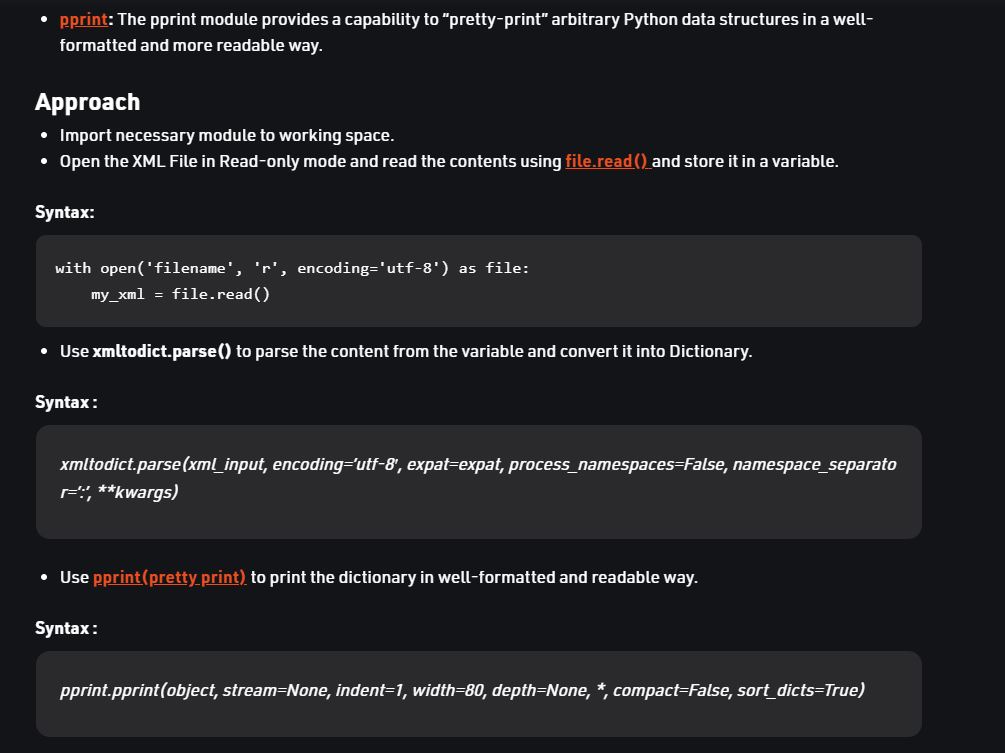 • pprint: The pprint module provides a capability to “pretty-print” arbitrary Python data structures in a well-
formatted and more readable way.
Approach
• Import necessary module to working space.
• Open the XML File in Read-only mode and read the contents using file.read() and store it in a variable.
Syntax:
with open('filename', 'r', encoding='utf-8') as file:
    my_xml = file.read()
• Use xmltodict.parse() to parse the content from the variable and convert it into Dictionary.
Syntax :
xmltodict.parse(xml_input, encoding=’utf-8′, expat=expat, process_namespaces=False, namespace_separato
r=’:’, **kwargs)
• Use pprint(pretty print) to print the dictionary in well-formatted and readable way.
Syntax :
pprint.pprint(object, stream=None, indent=1, width=80, depth=None, *, compact=False, sort_dicts=True)